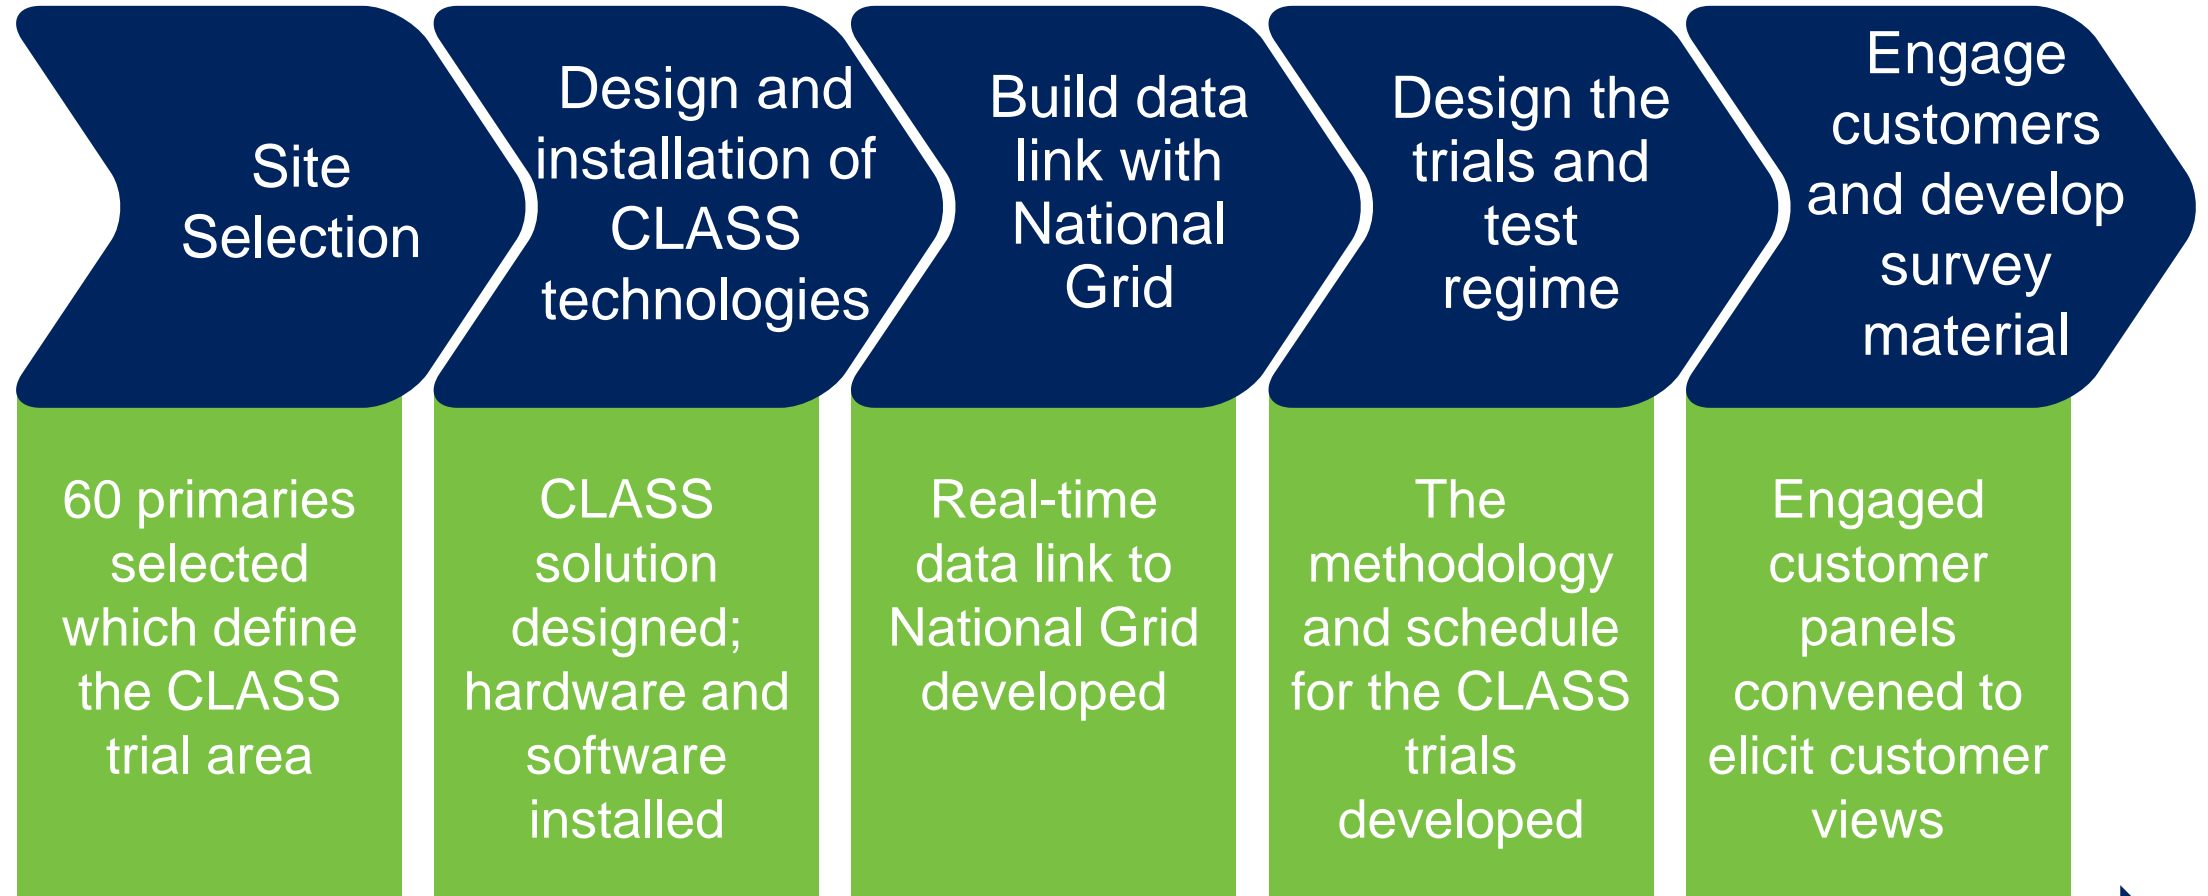 Site
Selection
Design and
installation of
CLASS
technologies
Build data
link with
National
Grid
Design the
trials and
test
regime
Engage
customers
and develop
survey
material
60 primaries
selected
which define
the CLASS
trial area
CLASS
solution
designed;
hardware and
software
installed
Real-time
data link to
National Grid
developed
The
methodology
and schedule
for the CLASS
trials
developed
Engaged
customer
panels
convened to
elicit customer
views